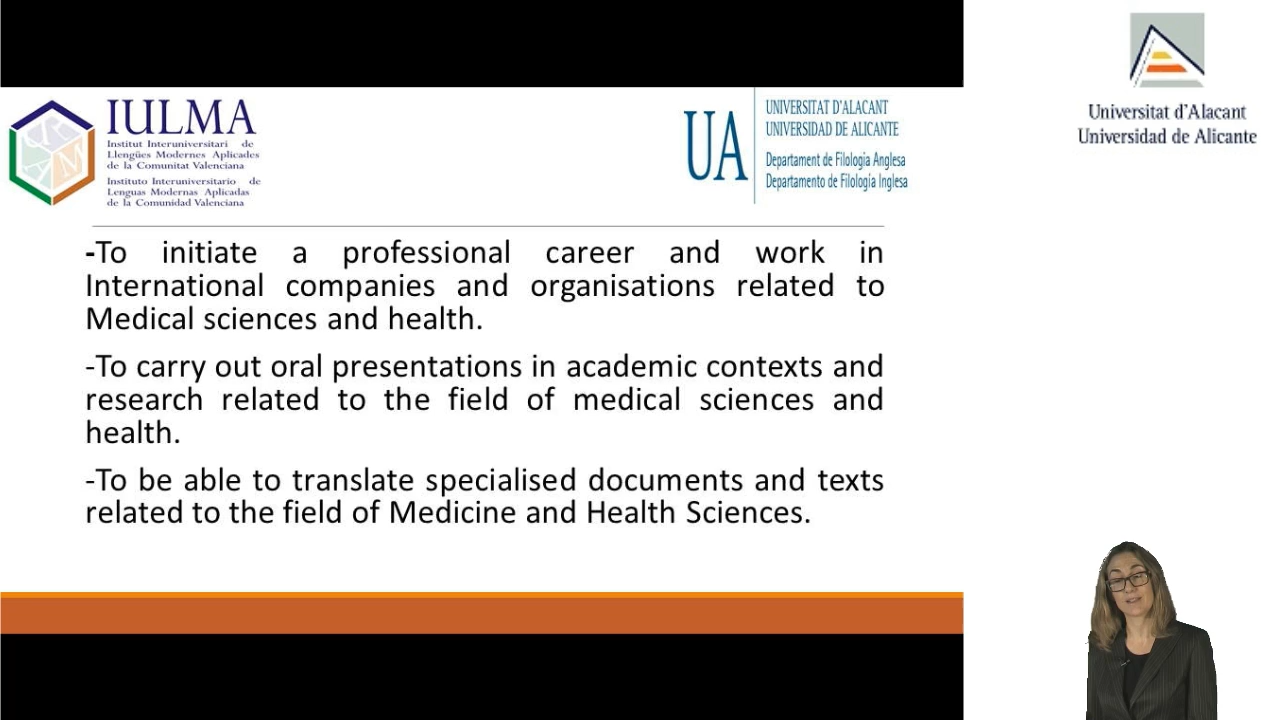 IULMA
Institut Interuniversitari de
Llengües Modernes Aplicades
de la Comunitat Valenciana
Instituto Interuniversitario de
Lenguas Modernas Aplicadas
de la Comunidad Valenciana
UA
UNIVERSITAT D'ALACANT
UNIVERSIDAD DE ALICANTE
Departament de Filologia Anglesa
Departamento de Filología Inglesa
Universitat d'Alacant
Universidad de Alicante
-To initiate a professional career and work in
International companies and organisations related to
Medical sciences and health.
-To carry out oral presentations in academic contexts and
research related to the field of medical sciences and
health.
-To be able to translate specialised documents and texts
related to the field of Medicine and Health Sciences.